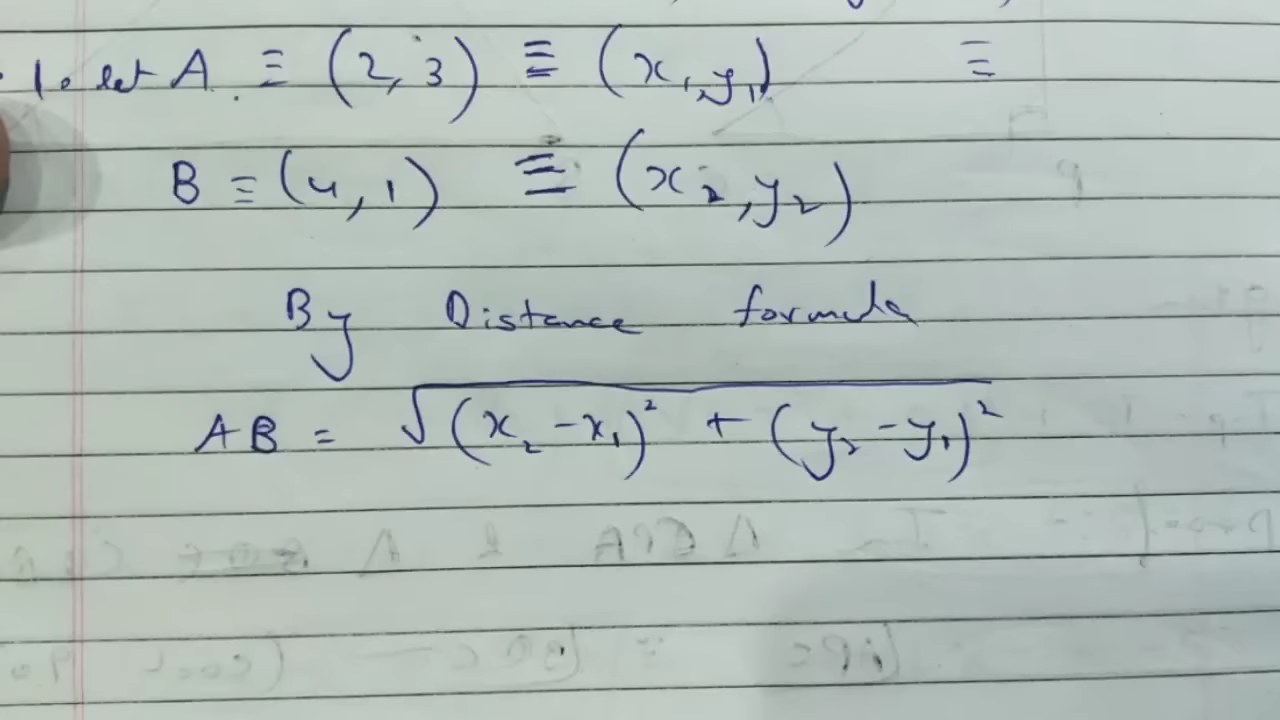 1. let A ≡ (2, 3) ≡ (x₁, y₁) ≡
B ≡ (4, 1) ≡ (x₂, y₂)
By Distance formula
AB = √(x₂ - x₁)² + (y₂ - y₁)²